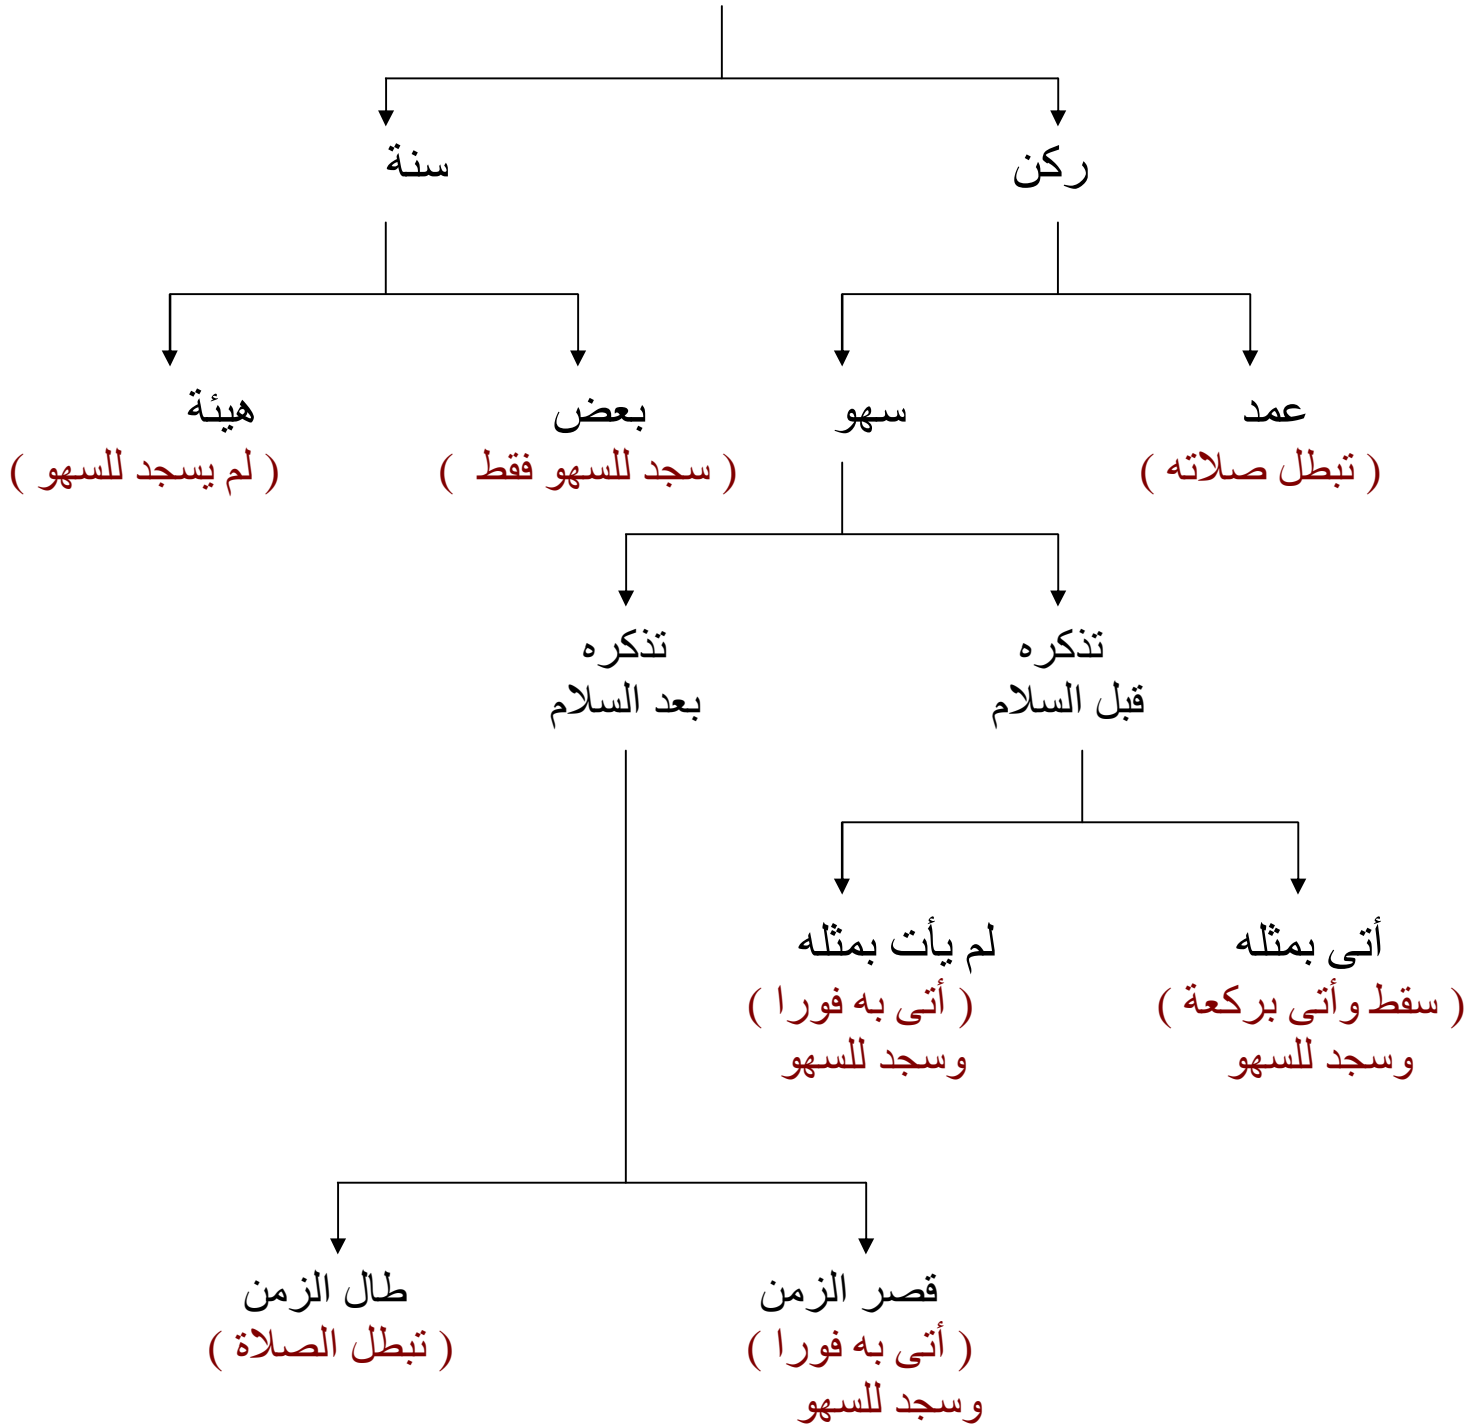 ركن
سنة
عمد
سهو
بعض
هيئة
( تبطل صلاته )
( سجد للسهو فقط )
( لم يسجد للسهو )
تذكره
قبل السلام
تذكره
بعد السلام
أتى بمثله
( سقط وأتى بركعة )
وسجد للسهو
لم يأت بمثله
( أتى به فورا )
وسجد للسهو
قصر الزمن
( أتى به فورا )
وسجد للسهو
طال الزمن
( تبطل الصلاة )